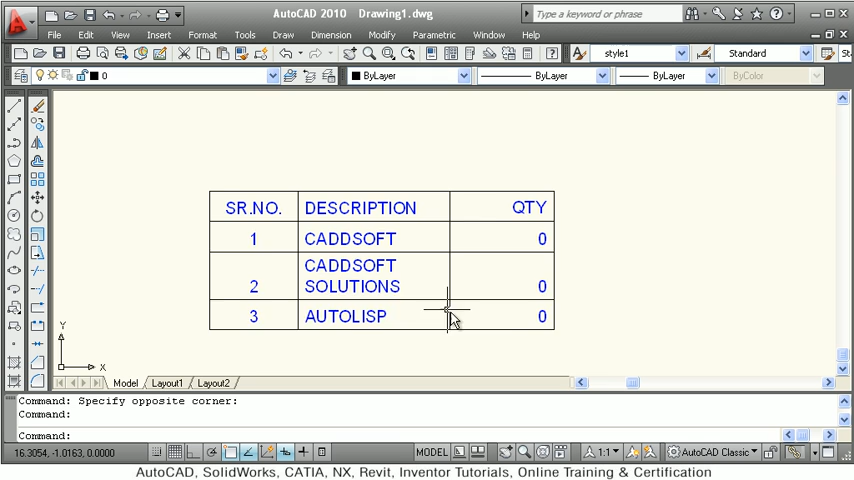 AutoCAD 2010 Drawing1.dwg
Type a keyword or phrase
File Edit View Insert Format Tools Draw Dimension Modify Parametric Window Help
style1 Standard
0 ByLayer ByLayer ByLayer ByColor
SR.NO. DESCRIPTION QTY
1 CADDSOFT 0
CADDSOFT
2 SOLUTIONS 0
3 AUTOLISP 0
Y
X
Model Layout1 Layout2
Command: Specify opposite corner:
Command:
Command:
16.3054, -1.0163, 0.0000 MODEL 1:1 AutoCAD Classic
AutoCAD, SolidWorks, CATIA, NX, Revit, Inventor Tutorials, Online Training & Certification